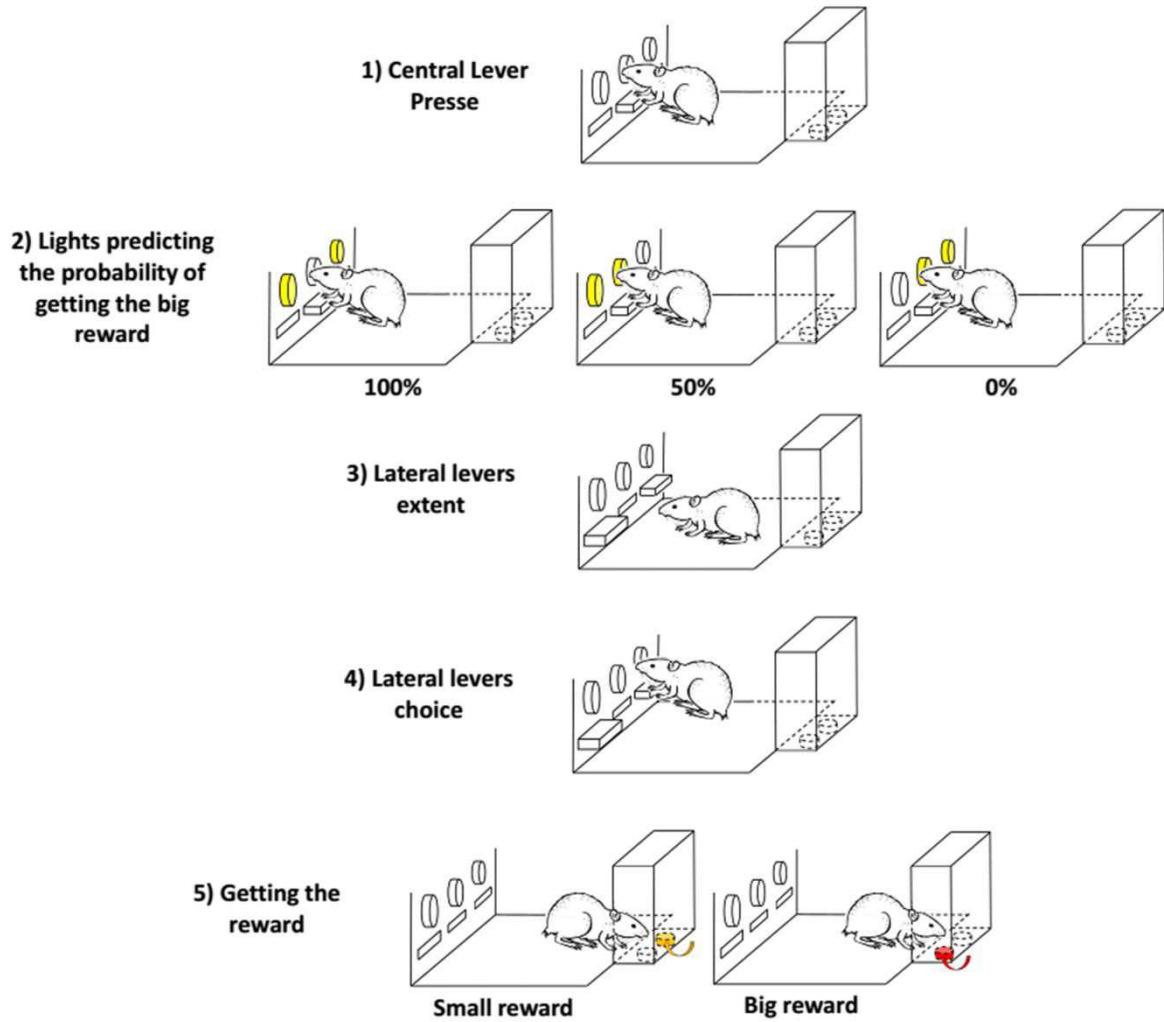 1) Central Lever
Presse
2) Lights predicting
the probability of
getting the big
reward
100%
50%
0%
3) Lateral levers
extent
4) Lateral levers
choice
5) Getting the
reward
Small reward
Big reward